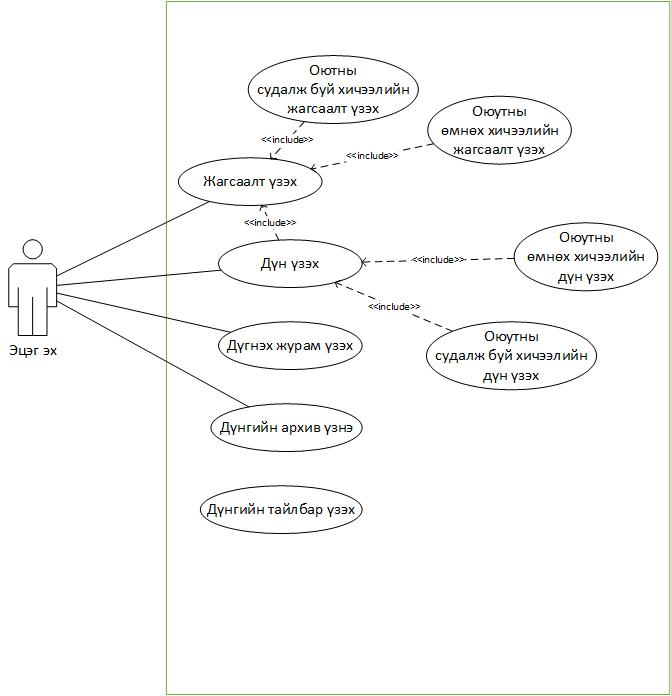 Оютны
судалж буй хичээлийн
жагсаалт үзэх
Оюутны
өмнөх хичээлийн
жагсаалт үзэх
<<include>>
<<include>>
Жагсаалт үзэх
<<include>>
Дүн үзэх
<<include>>
Оюутны
өмнөх хичээлийн
дүн үзэх
<<include>>
Дүгнэх журам үзэх
Оюутны
судалж буй хичээлийн
дүн үзэх
Эцэг эх
Дүнгийн архив үзнэ
Дүнгийн тайлбар үзэх